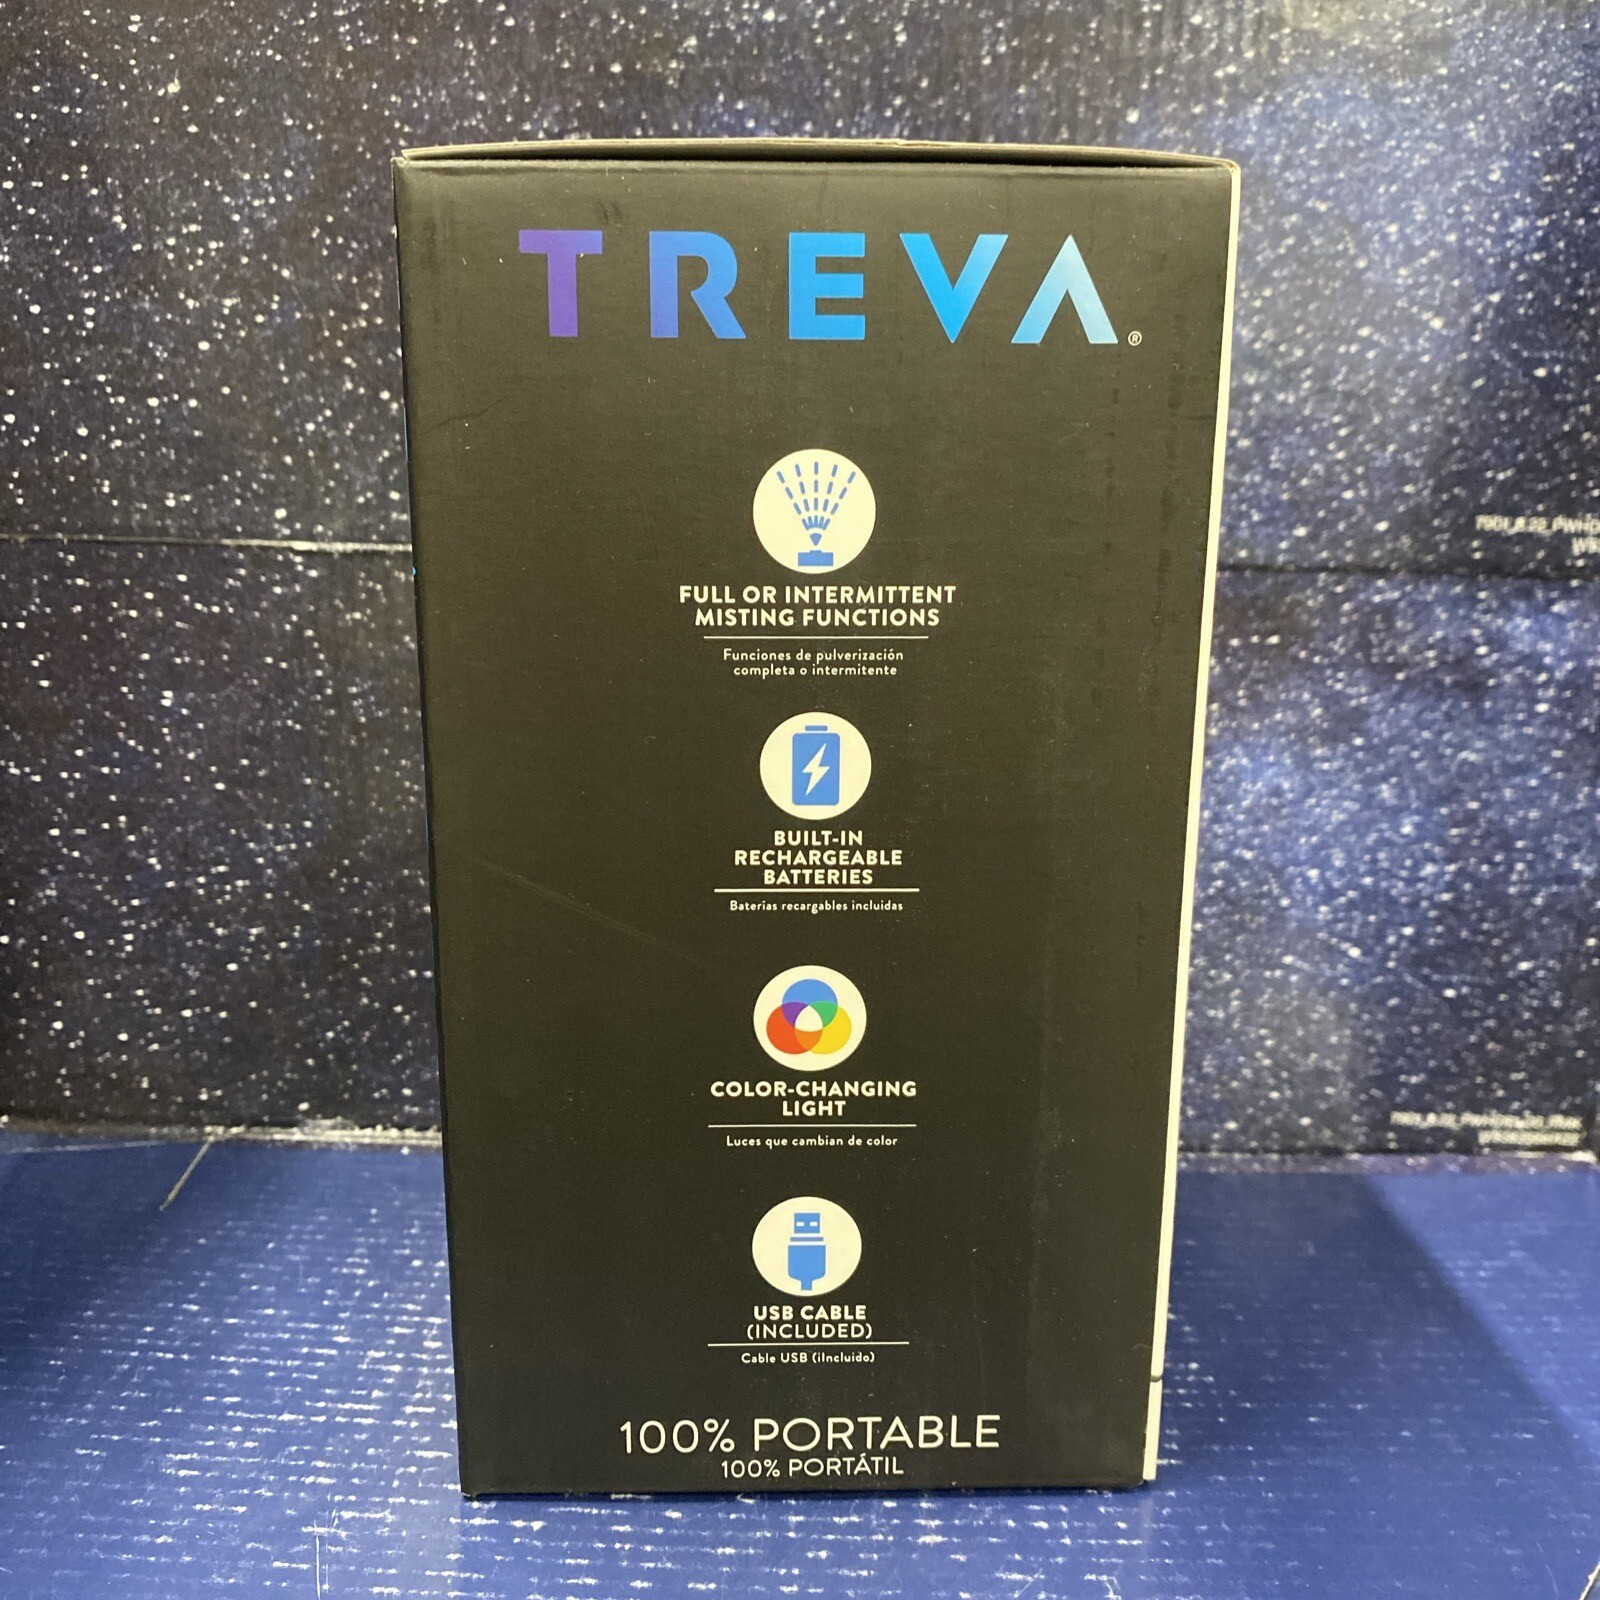 TREVA®
FULL OR INTERMITTENT
MISTING FUNCTIONS
Funciones de pulverización
completa o intermitente
BUILT-IN
RECHARGEABLE
BATTERIES
Baterías recargables incluidas
COLOR-CHANGING
LIGHT
Luces que cambian de color
USB CABLE
(INCLUDED)
Cable USB (iIncluido)
100% PORTABLE
100% PORTÁTIL